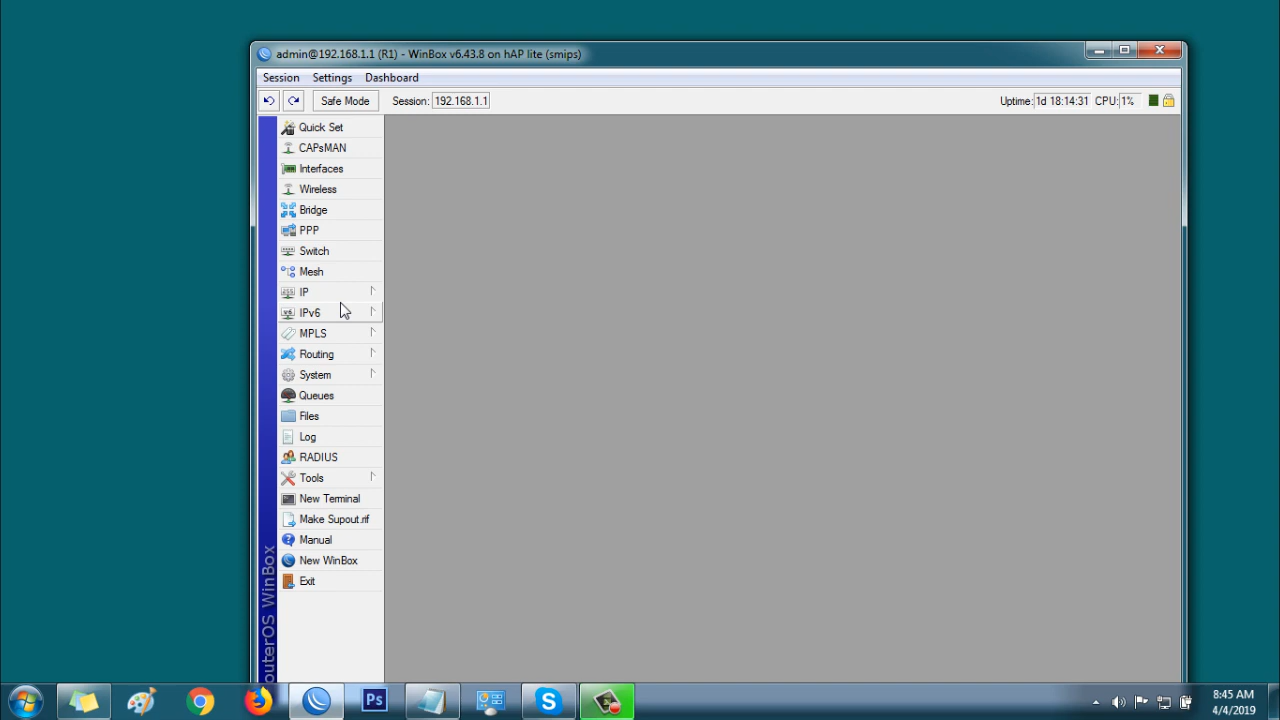 admin@192.168.1.1 (R1) - WinBox v6.43.8 on hAP lite (smips)
Session Settings Dashboard
Safe Mode Session: 192.168.1.1 Uptime: 1d 18:14:31 CPU: 1%
Quick Set
CAPsMAN
Interfaces
Wireless
Bridge
PPP
Switch
Mesh
IP
IPv6
MPLS
Routing
System
Queues
Files
Log
RADIUS
Tools
New Terminal
Make Supout.rif
Manual
New WinBox
Exit
outerOS WinBox
Ps
S
8:45 AM
4/4/2019